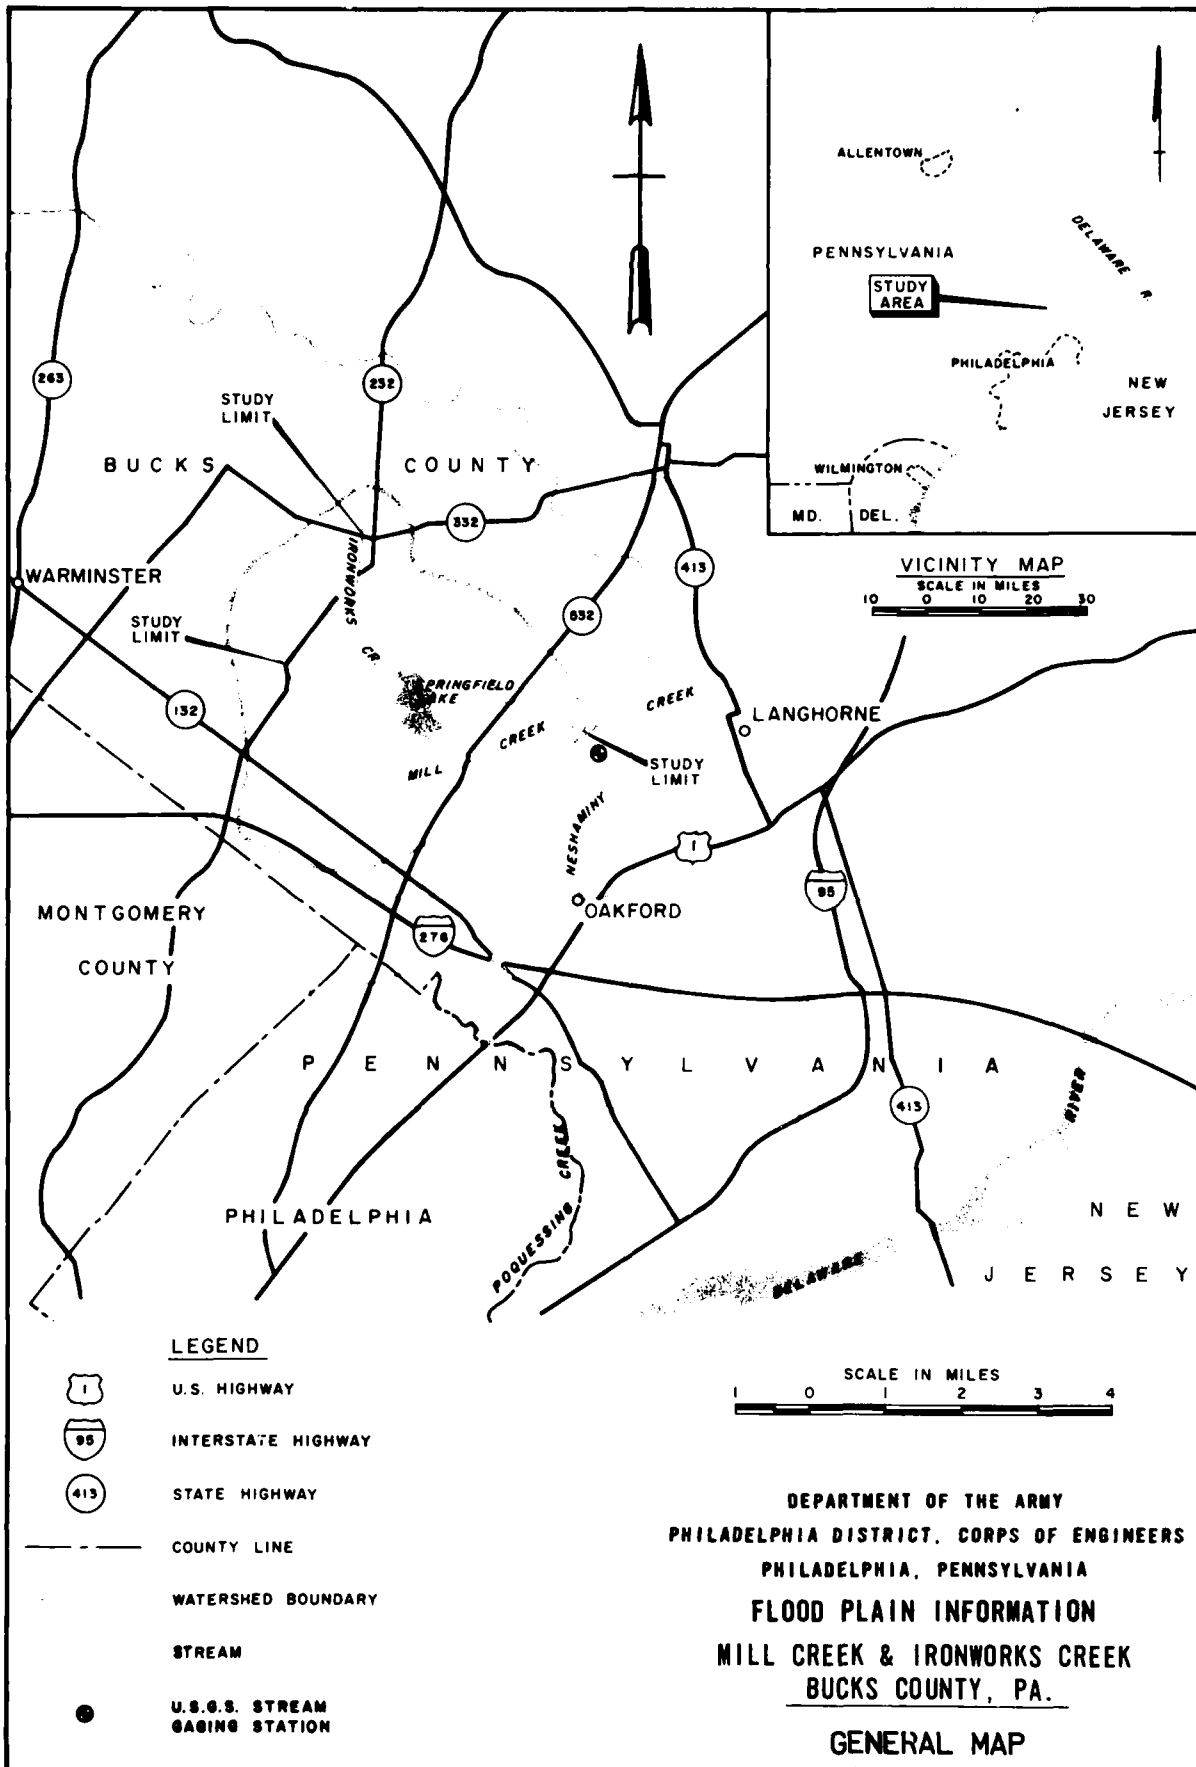 ALLENTOWN
DELAWARE R.
PENNSYLVANIA
STUDY
AREA
PHILADELPHIA
NEW
JERSEY
WILMINGTON
MD.
DEL.
VICINITY MAP
SCALE IN MILES
10 0 10 20 30
263
232
STUDY
LIMIT
BUCKS COUNTY
332
413
WARMINSTER
IRONWORKS
CR.
532
STUDY
LIMIT
132
MILL CREEK
CREEK
LANGHORNE
STUDY
LIMIT
NESHAMINY
1
95
OAKFORD
MONTGOMERY
COUNTY
276
PENNSYLVANIA
413
RIVER
CREEK
PHILADELPHIA
POQUESSING
DELAWARE
NEW
JERSEY
LEGEND
1 U.S. HIGHWAY
95 INTERSTATE HIGHWAY
413 STATE HIGHWAY
COUNTY LINE
WATERSHED BOUNDARY
STREAM
U.S.G.S. STREAM
GAGING STATION
SCALE IN MILES
1 0 1 2 3 4
DEPARTMENT OF THE ARMY
PHILADELPHIA DISTRICT, CORPS OF ENGINEERS
PHILADELPHIA, PENNSYLVANIA
FLOOD PLAIN INFORMATION
MILL CREEK & IRONWORKS CREEK
BUCKS COUNTY, PA.
GENERAL MAP